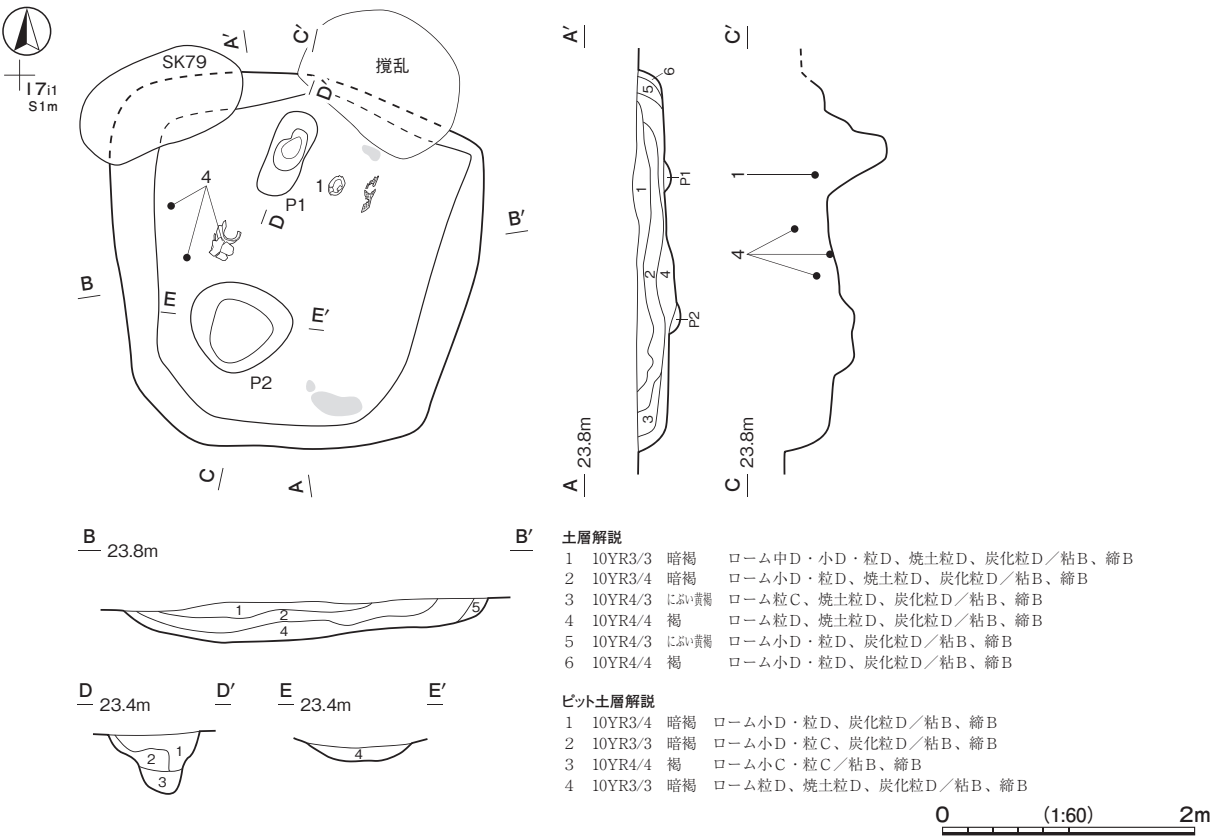 I7i1
S1m
SK79
撹乱
A′
C′
D′
4
1
P1
D
B′
B
E
E′
P2
C
A
A′
6
5
1
P1
2
4
P2
3
A 23.8m
C′
1
4
C 23.8m
B 23.8m
B′
1
2
4
5
D 23.4m
D′
1
2
3
E 23.4m
E′
4
土層解説
1 10YR3/3 暗褐 ローム中D・小D・粒D、焼土粒D、炭化粒D／粘B、締B
2 10YR3/4 暗褐 ローム小D・粒D、焼土粒D、炭化粒D／粘B、締B
3 10YR4/3 にぶい黄褐 ローム粒C、焼土粒D、炭化粒D／粘B、締B
4 10YR4/4 褐 ローム粒D、焼土粒D、炭化粒D／粘B、締B
5 10YR4/3 にぶい黄褐 ローム小D・粒D、炭化粒D／粘B、締B
6 10YR4/4 褐 ローム小D・粒D、炭化粒D／粘B、締B
ピット土層解説
1 10YR3/4 暗褐 ローム小D・粒D、炭化粒D／粘B、締B
2 10YR3/3 暗褐 ローム小D・粒C、炭化粒D／粘B、締B
3 10YR4/4 褐 ローム小C・粒C／粘B、締B
4 10YR3/3 暗褐 ローム粒D、焼土粒D、炭化粒D／粘B、締B
0 (1:60) 2m